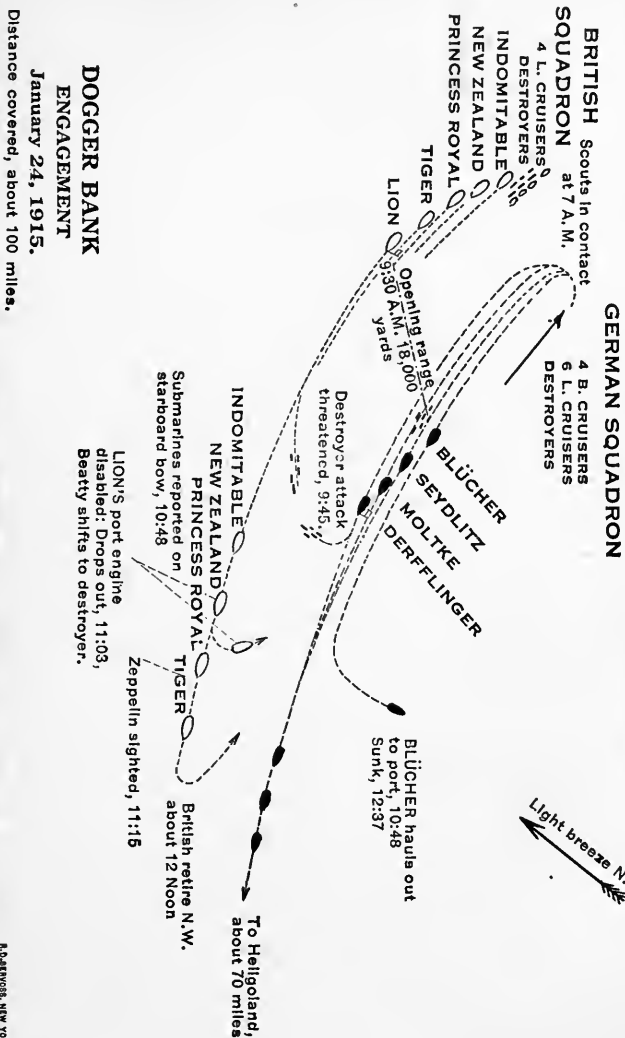 BRITISH
SQUADRON
Scouts in contact
at 7 A.M.
4 L. CRUISERS
DESTROYERS
INDOMITABLE
NEW ZEALAND
PRINCESS ROYAL
TIGER
LION
GERMAN SQUADRON
4 B. CRUISERS
6 L. CRUISERS
DESTROYERS
Opening range
9:30 A.M. 18,000
yards
BLÜCHER
SEYDLITZ
MOLTKE
DERFFLINGER
Destroyer attack
threatened, 9:45
INDOMITABLE
NEW ZEALAND
PRINCESS ROYAL
TIGER
Submarines reported on
starboard bow, 10:48
LION'S port engine
disabled: Drops out, 11:03,
Beatty shifts to destroyer.
Zeppelin sighted, 11:15
British retire N.W.
about 12 Noon
BLÜCHER hauls out
to port, 10:48
Sunk, 12:37
Light breeze N.
To Heligoland,
about 70 miles
DOGGER BANK
ENGAGEMENT
January 24, 1915.
Distance covered, about 100 miles.
NEW YO